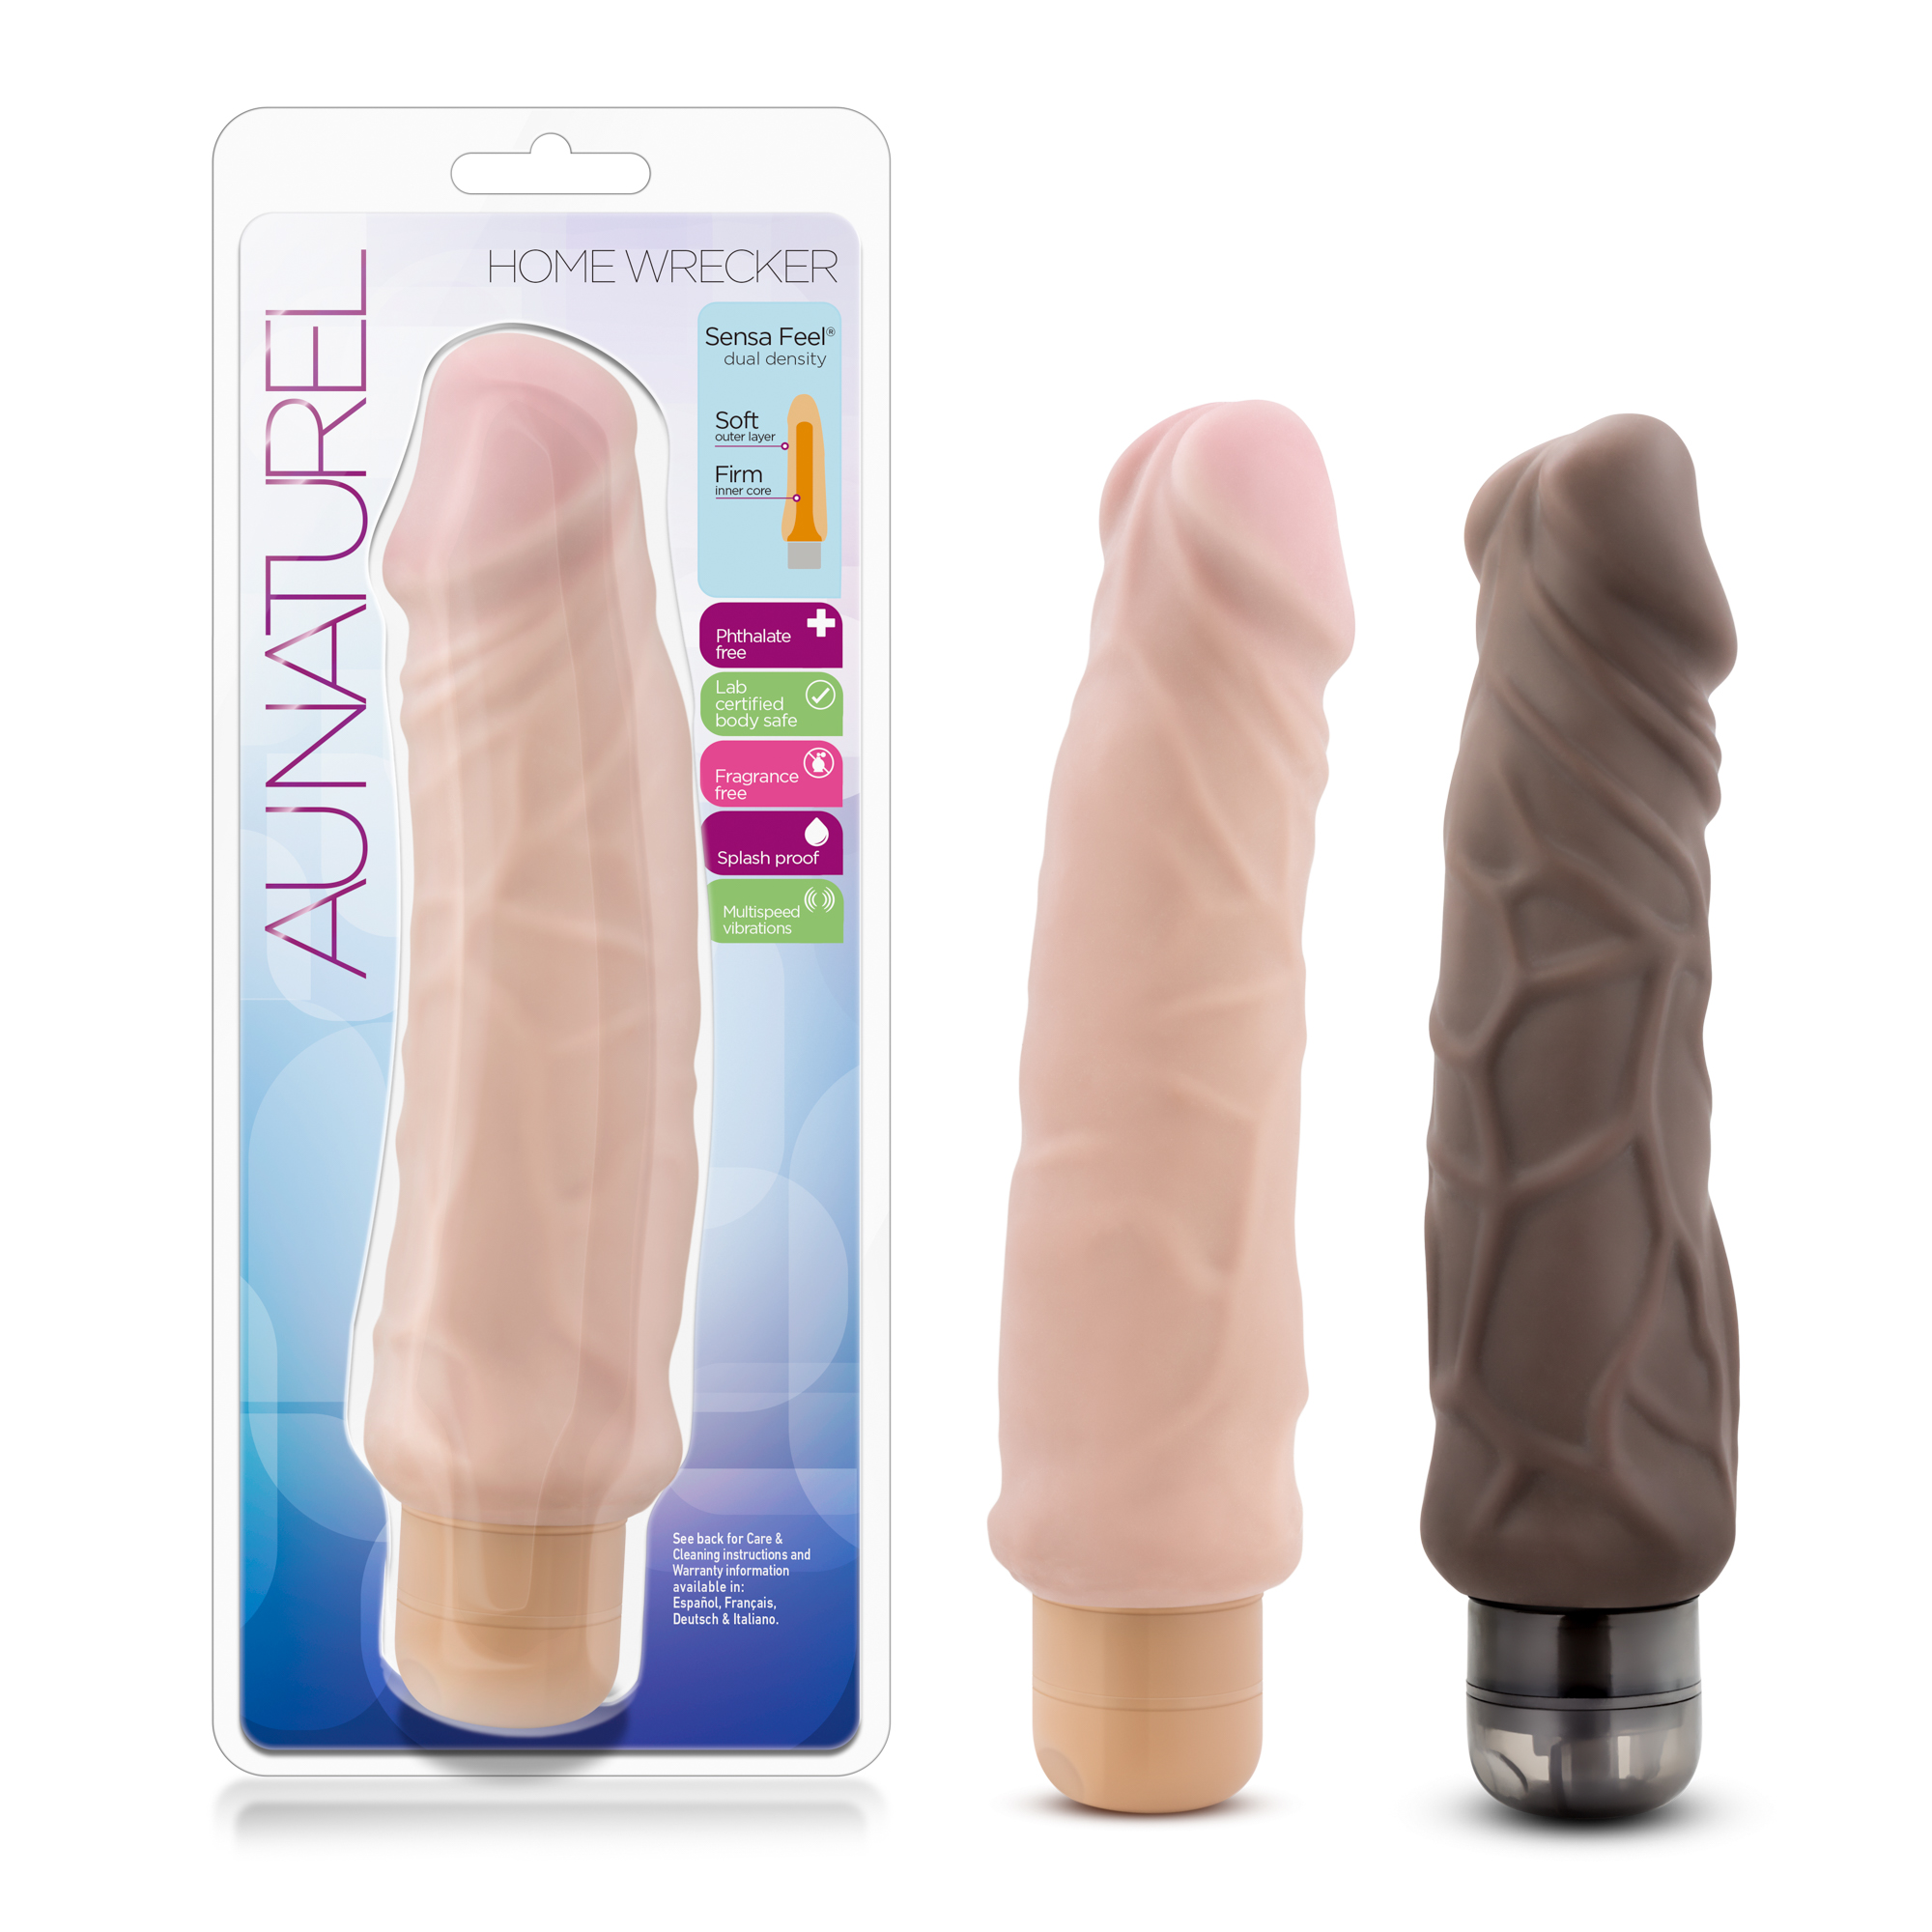 HOME WRECKER
AUNATUREL
Sensa Feel®
dual density
Soft
outer layer
Firm
inner core
Phthalate
free
Lab
certified
body safe
Fragrance
free
Splash proof
Multispeed
vibrations
See back for Care &
Cleaning instructions and
Warranty information
available in:
Español, Français,
Deutsch & Italiano.